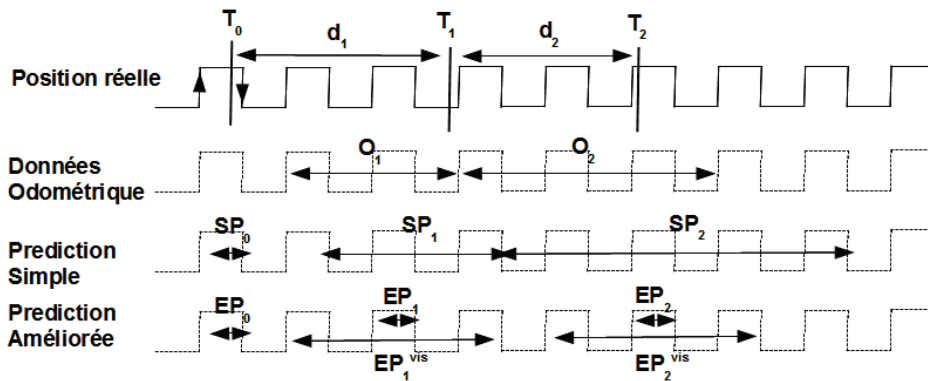 T0 T1 T2
d1 d2
Position réelle
Données
Odométrique
O1 O2
SP0 SP1 SP2
Prediction
Simple
EP0 EP1 EP2
Prediction
Améliorée
EP1vis EP2vis